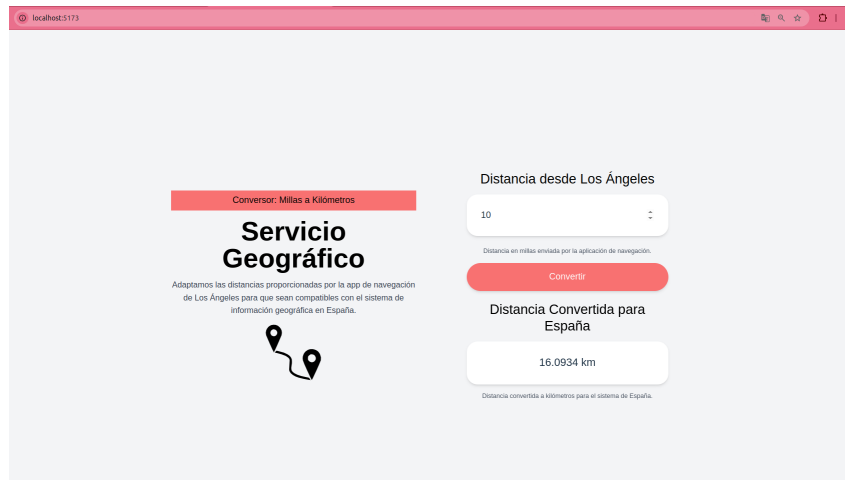 localhost:5173
Conversor: Millas a Kilómetros
Servicio
Geográfico
Adaptamos las distancias proporcionadas por la app de navegación
de Los Ángeles para que sean compatibles con el sistema de
información geográfica en España.
Distancia desde Los Ángeles
10
Distancia en millas enviada por la aplicación de navegación.
Convertir
Distancia Convertida para
España
16.0934 km
Distancia convertida a kilómetros para el sistema de España.